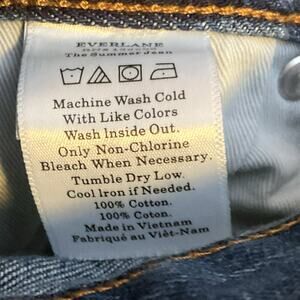 EVERLANE
The Summer Jean
Machine Wash Cold
With Like Colors
Wash Inside Out.
Only Non-Chlorine
Bleach When Necessary.
Tumble Dry Low.
Cool Iron if Needed.
100% Cotton.
100% Coton.
Made in Vietnam
Fabriqué au Viêt-Nam